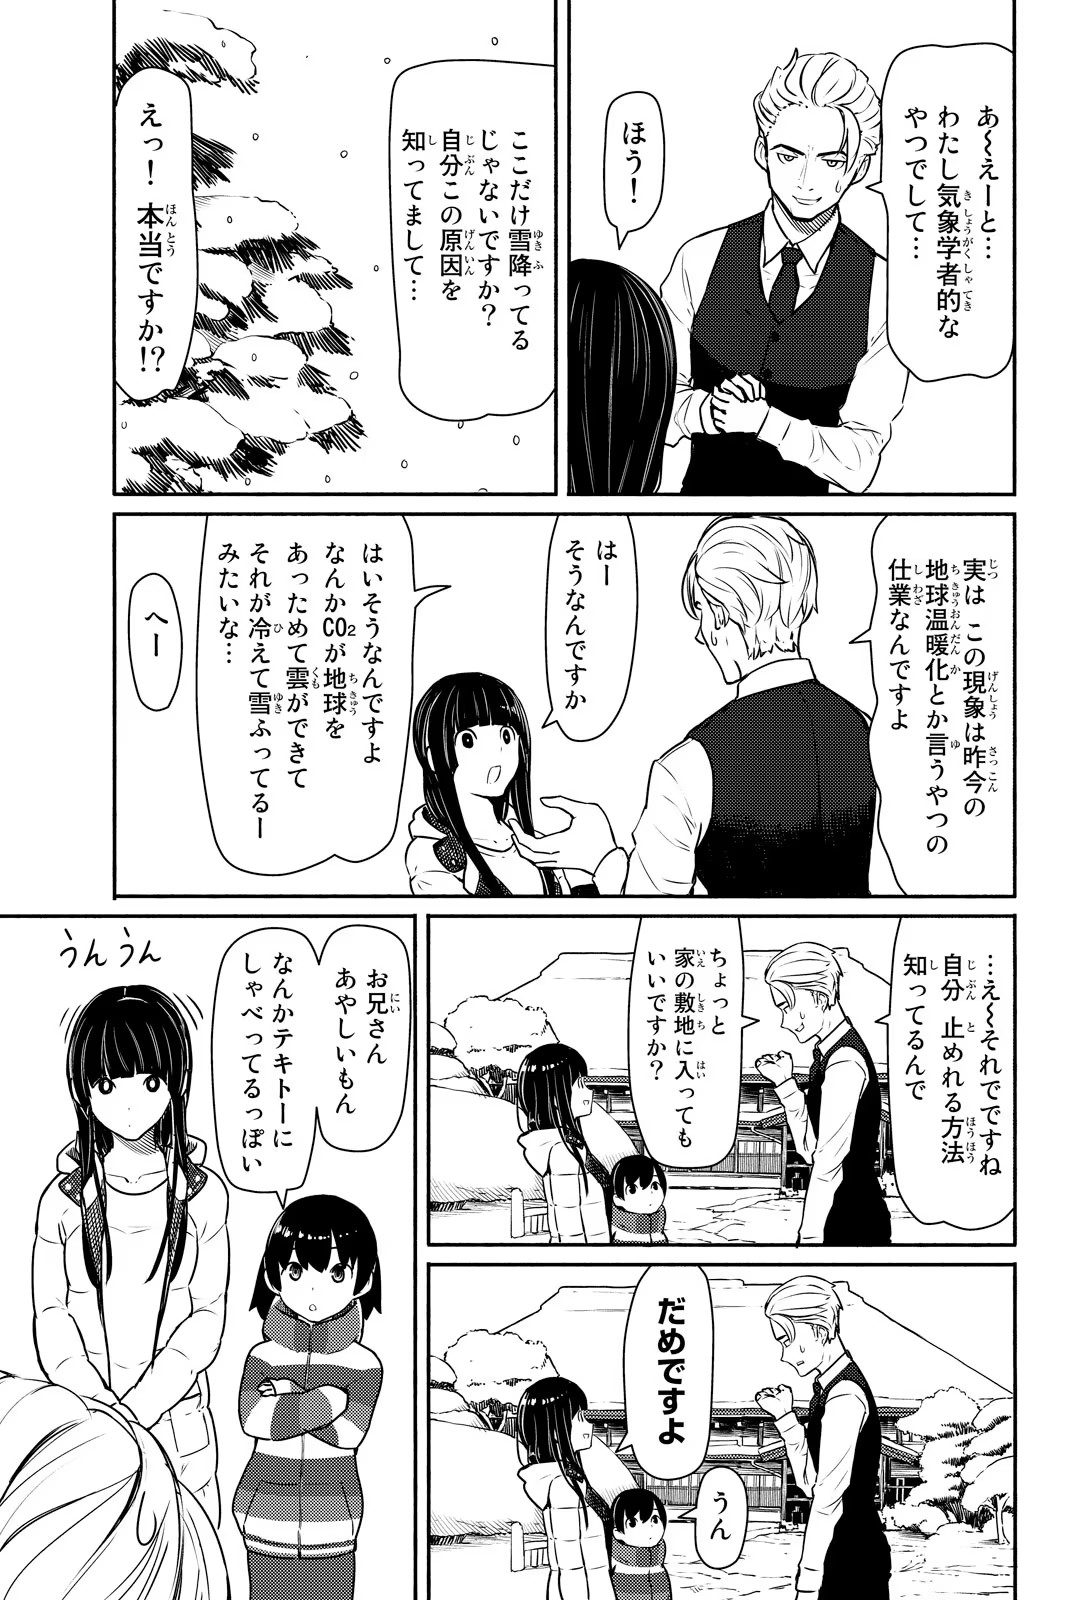 あ〜えーと…
わたし気象学者的な
やつでして…
ほう！
ここだけ雪降ってる
じゃないですか？
自分この原因を
知ってまして…
えっ！本当ですか!?
実は この現象は昨今の
地球温暖化とか言うやつの
仕業なんですよ
はー
そうなんですか
はいそうなんですよ
なんかCO₂が地球を
あっためて雲ができて
それが冷えて雪ふってるー
みたいな…
へー
…え〜それでですね
自分 止めれる方法
知ってるんで
ちょっと
家の敷地に入っても
いいですか？
だめですよ
うん
お兄さん
あやしいもん
なんかテキトーに
しゃべってるっぽい
うんうん